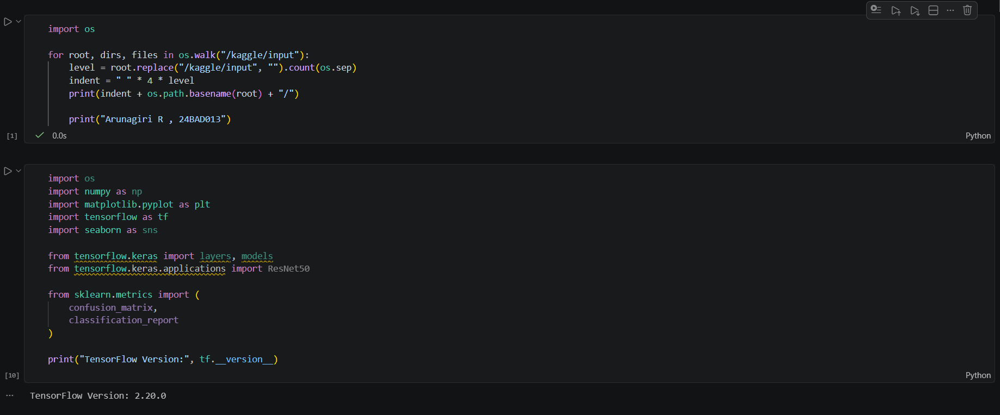 import os
for root, dirs, files in os.walk("/kaggle/input"):
    level = root.replace("/kaggle/input", "").count(os.sep)
    indent = " " * 4 * level
    print(indent + os.path.basename(root) + "/")
    print("Arunagiri R , 24BAD013")
[1]
0.0s
Python
import os
import numpy as np
import matplotlib.pyplot as plt
import tensorflow as tf
import seaborn as sns
from tensorflow.keras import layers, models
from tensorflow.keras.applications import ResNet50
from sklearn.metrics import (
    confusion_matrix,
    classification_report
)
print("TensorFlow Version:", tf.__version__)
[10]
Python
TensorFlow Version: 2.20.0